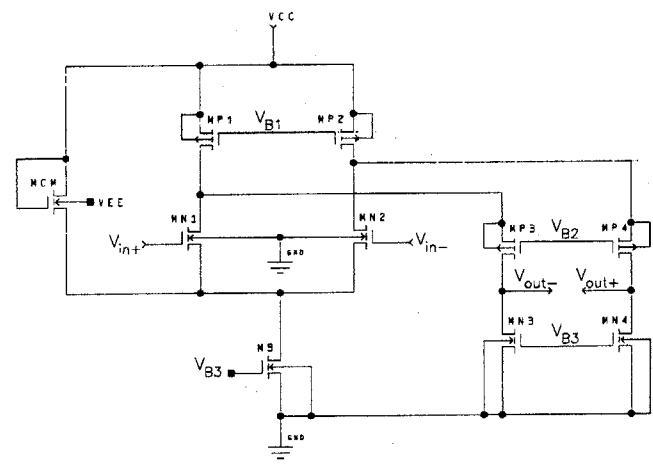 VCC
MP1
VB1
MP2
MCM
VEE
MN1
MN2
Vin+
GND
Vin-
MP3
VB2
MP4
Vout-
Vout+
MN3
VB3
MN4
VB3
M5
GND